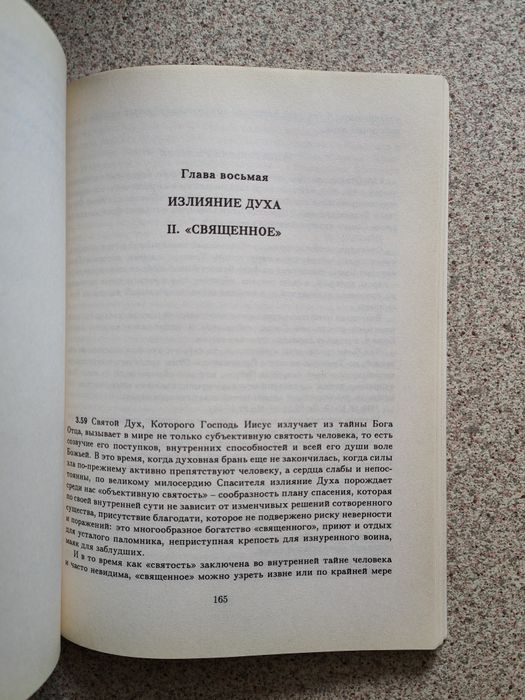 Глава восьмая
ИЗЛИЯНИЕ ДУХА
II. «СВЯЩЕННОЕ»
3.59 Святой Дух, Которого Господь Иисус излучает из тайны Бога
Отца, вызывает в мире не только субъективную святость человека, то есть
созвучие его поступков, внутренних способностей и всей его души воле
Божьей. В это время, когда духовная брань еще не закончилась, когда силы
зла по-прежнему активно препятствуют человеку, а сердца слабы и непос-
тоянны, по великому милосердию Спасителя излияние Духа порождает
среди нас «объективную святость» – сообразность плану спасения, которая
по своей внутренней сути не зависит от изменчивых решений сотворенного
существа, присутствие благодати, которое не подвержено риску неверности
и поражений: это многообразное богатство «священного», приют и отдых
для усталого паломника, неприступная крепость для изнуренного воина,
маяк для заблудших.
И в то время как «святость» заключена во внутренней тайне человека
и часто невидима, «священное» можно узреть извне или по крайней мере
165